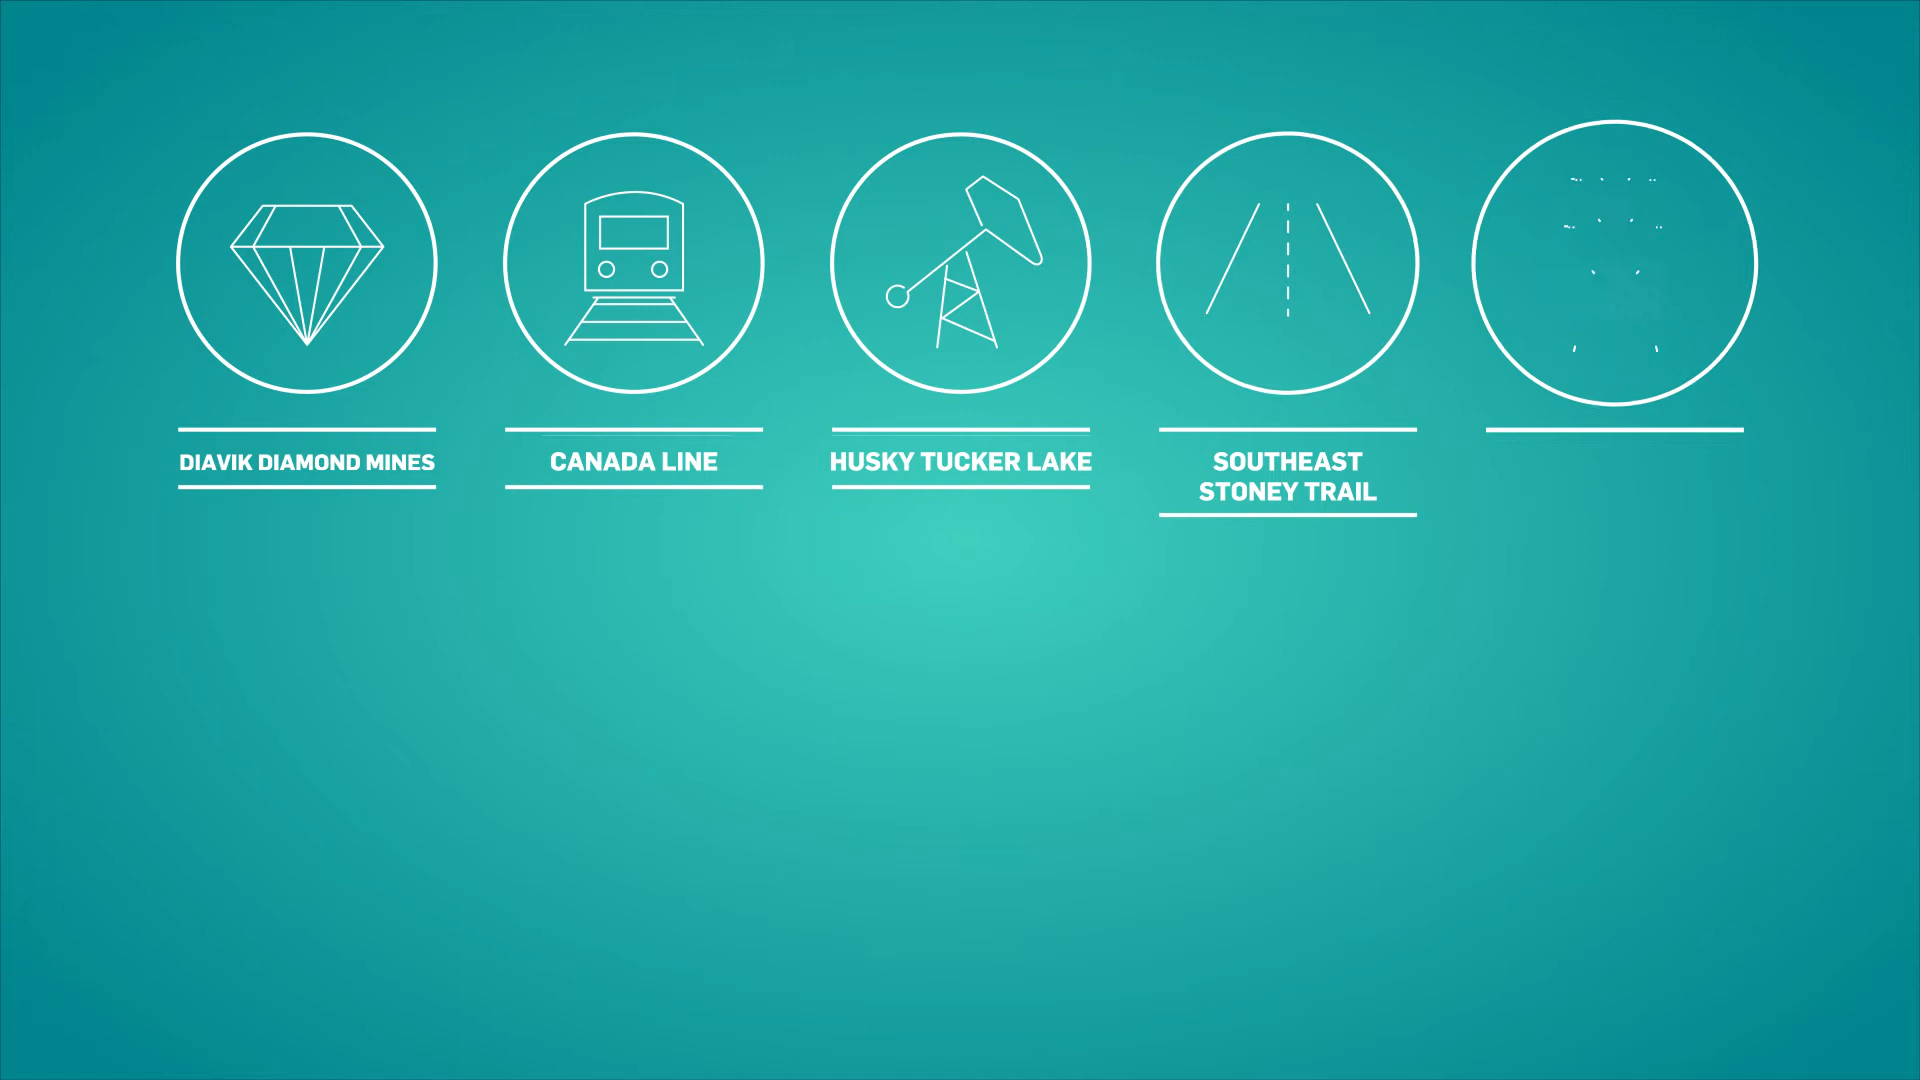 DIAVIK DIAMOND MINES
CANADA LINE
HUSKY TUCKER LAKE
SOUTHEAST
STONEY TRAIL